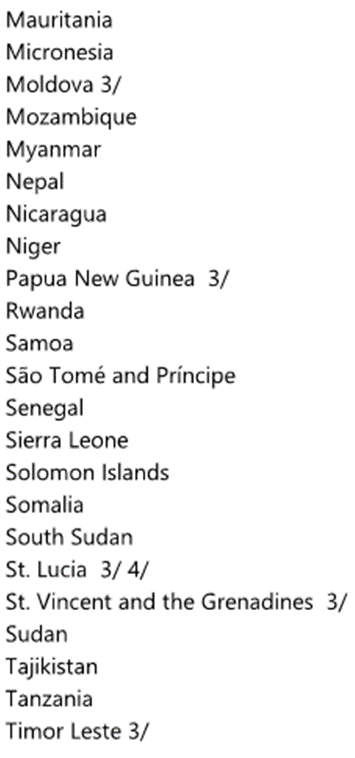 Mauritania
Micronesia
Moldova 3/
Mozambique
Myanmar
Nepal
Nicaragua
Niger
Papua New Guinea  3/
Rwanda
Samoa
São Tomé and Príncipe
Senegal
Sierra Leone
Solomon Islands
Somalia
South Sudan
St. Lucia  3/ 4/
St. Vincent and the Grenadines  3/
Sudan
Tajikistan
Tanzania
Timor Leste 3/